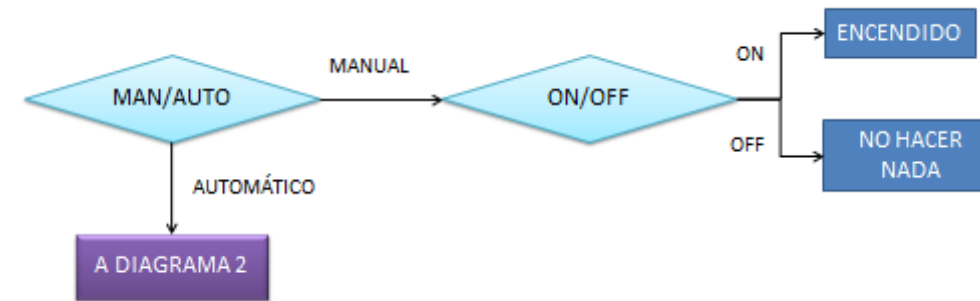 ENCENDIDO
ON
MANUAL
MAN/AUTO
ON/OFF
OFF
NO HACER
NADA
AUTOMÁTICO
A DIAGRAMA 2